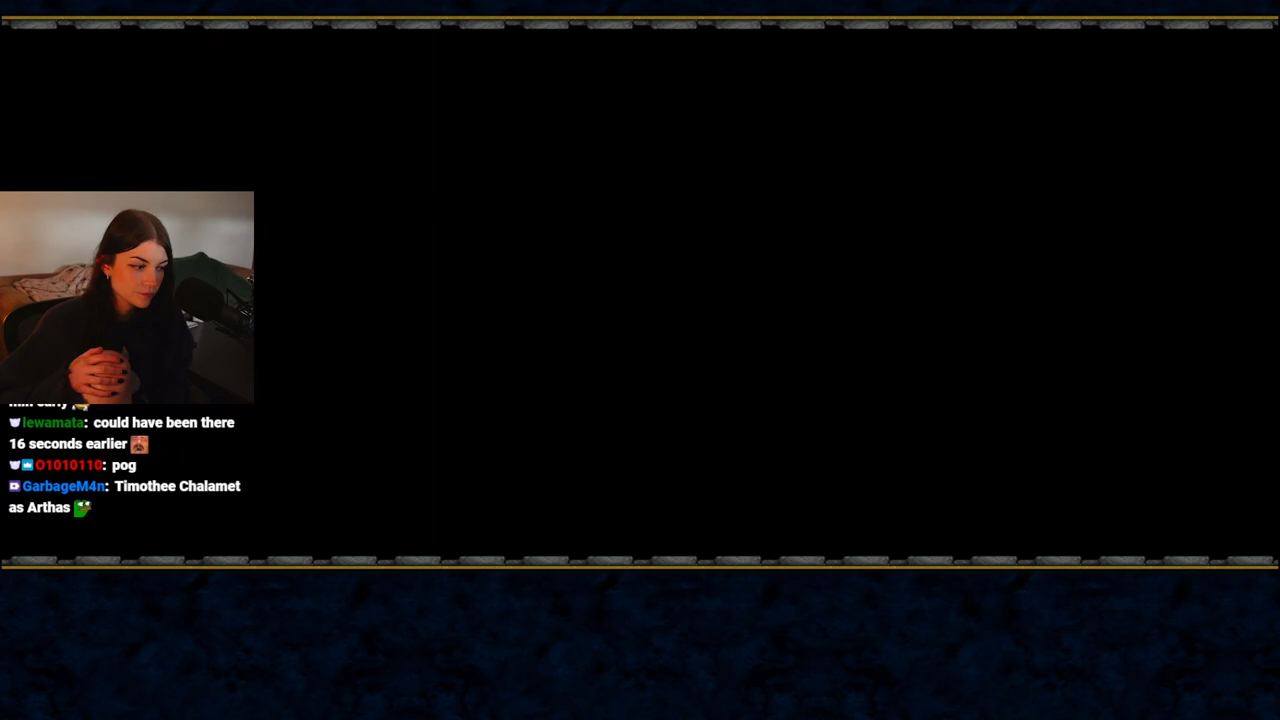 lewamata: could have been there
16 seconds earlier
O1010110: pog
GarbageM4n: Timothee Chalamet
as Arthas